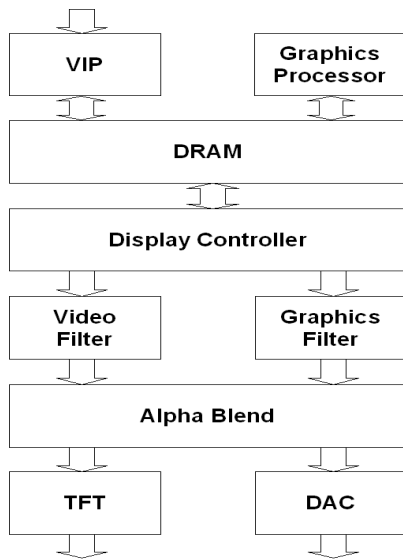 VIP
Graphics
Processor
DRAM
Display Controller
Video
Filter
Graphics
Filter
Alpha Blend
TFT
DAC